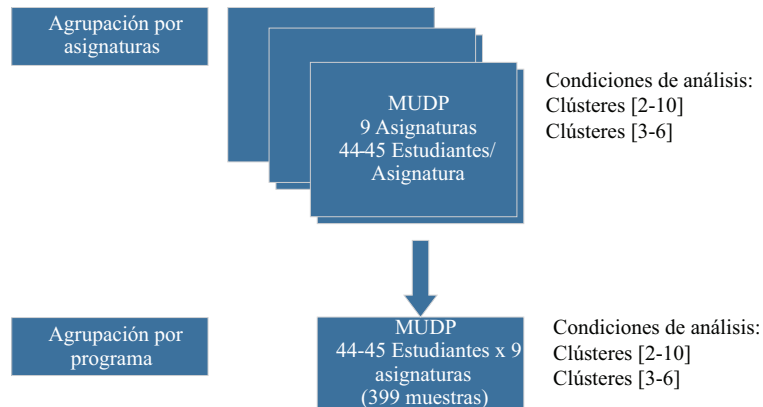 Agrupación por
asignaturas
MUDP
9 Asignaturas
44-45 Estudiantes/
Asignatura
Condiciones de análisis:
Clústeres [2-10]
Clústeres [3-6]
Agrupación por
programa
MUDP
44-45 Estudiantes x 9
asignaturas
(399 muestras)
Condiciones de análisis:
Clústeres [2-10]
Clústeres [3-6]